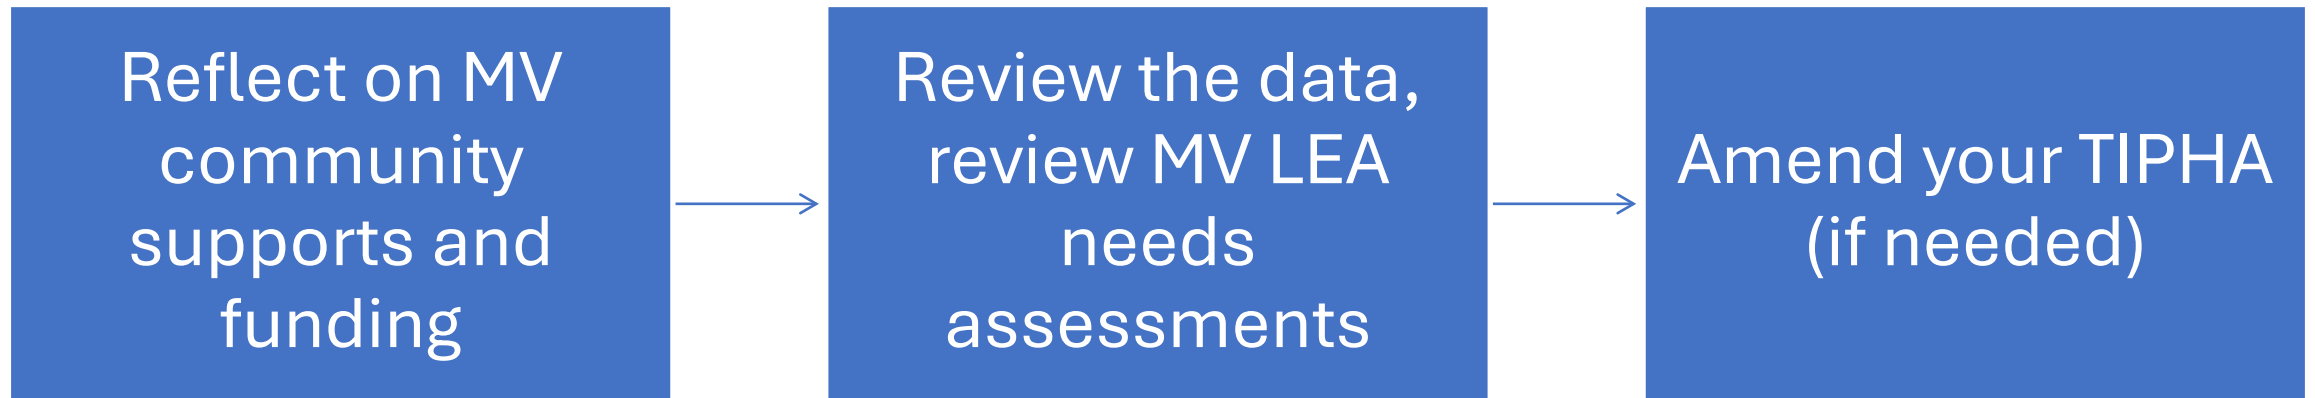 Reflect on MV
community
supports and
funding
Review the data,
review MV LEA
needs
assessments
Amend your TIPHA
(if needed)